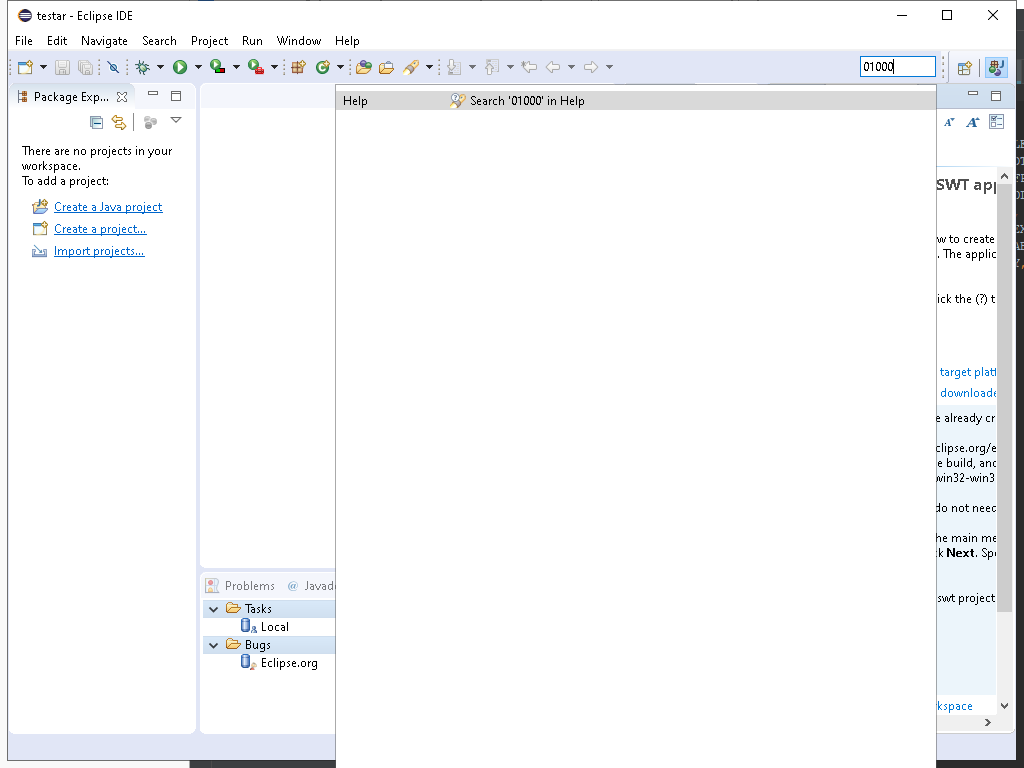 testar - Eclipse IDE
File Edit Navigate Search Project Run Window Help
01000
Package Exp...
Help Search '01000' in Help
There are no projects in your
workspace.
To add a project:
Create a Java project
Create a project...
Import projects...
SWT app
w to create
. The applic
ick the (?) t
target platf
downloade
e already cr
clipse.org/e
e build, and
win32-win3
do not need
he main me
k Next. Spe
swt project
kspace
Problems @ Javad
Tasks
Local
Bugs
Eclipse.org